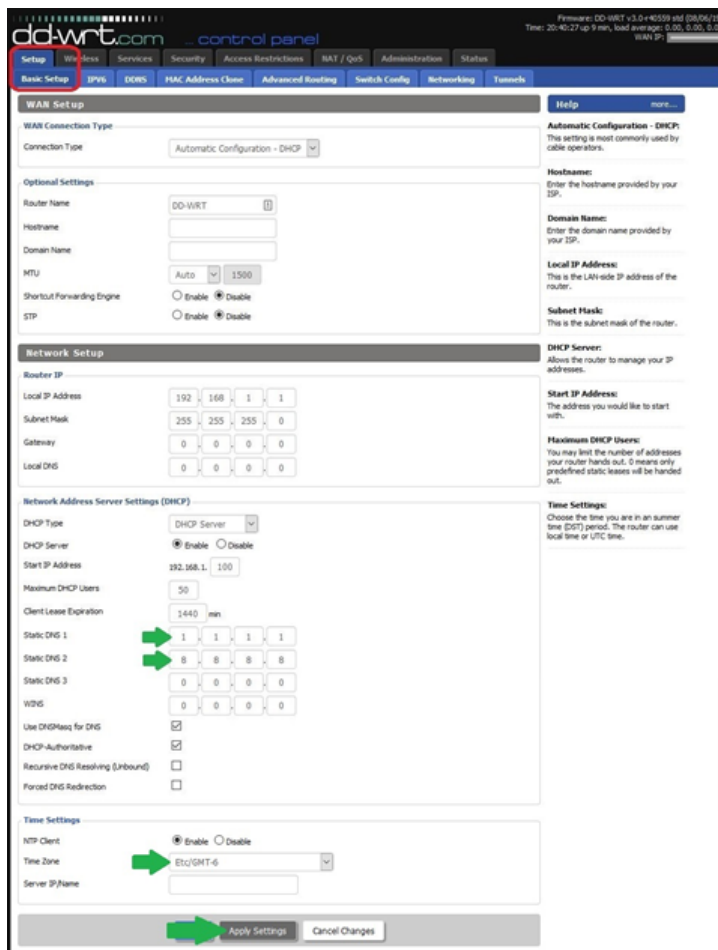 dd-wrt.com ... control panel
Firmware: DD-WRT v3.0-r40559 std
Time: 20:40:27 up 9 min, load average: 0.00, 0.00,
WAN IP:
Setup Wireless Services Security Access Restrictions NAT / QoS Administration Status
Basic Setup IPV6 DDNS MAC Address Clone Advanced Routing Switch Config Networking Tunnels
WAN Setup
WAN Connection Type
Connection Type Automatic Configuration - DHCP
Optional Settings
Router Name DD-WRT
Hostname
Domain Name
MTU Auto 1500
Shortcut Forwarding Engine Enable Disable
STP Enable Disable
Network Setup
Router IP
Local IP Address 192 . 168 . 1 . 1
Subnet Mask 255 . 255 . 255 . 0
Gateway 0 . 0 . 0 . 0
Local DNS 0 . 0 . 0 . 0
Network Address Server Settings (DHCP)
DHCP Type DHCP Server
DHCP Server Enable Disable
Start IP Address 192.168.1. 100
Maximum DHCP Users 50
Client Lease Expiration 1440 min
Static DNS 1 1 . 1 . 1 . 1
Static DNS 2 8 . 8 . 8 . 8
Static DNS 3 0 . 0 . 0 . 0
WINS 0 . 0 . 0 . 0
Use DNSMasq for DNS
DHCP-Authoritative
Recursive DNS Resolving (Unbound)
Forced DNS Redirection
Time Settings
NTP Client Enable Disable
Time Zone Etc/GMT-6
Server IP/Name
Apply Settings Cancel Changes
Help more...
Automatic Configuration - DHCP:
This setting is most commonly used by
cable operators.
Hostname:
Enter the hostname provided by your
ISP.
Domain Name:
Enter the domain name provided by
your ISP.
Local IP Address:
This is the LAN-side IP address of the
router.
Subnet Mask:
This is the subnet mask of the router.
DHCP Server:
Allows the router to manage your IP
addresses.
Start IP Address:
The address you would like to start
with.
Maximum DHCP Users:
You may limit the number of addresses
your router hands out. 0 means only
predefined static leases will be handed
out.
Time Settings:
Choose the time you are in an summer
time (DST) period. The router can use
local time or UTC time.